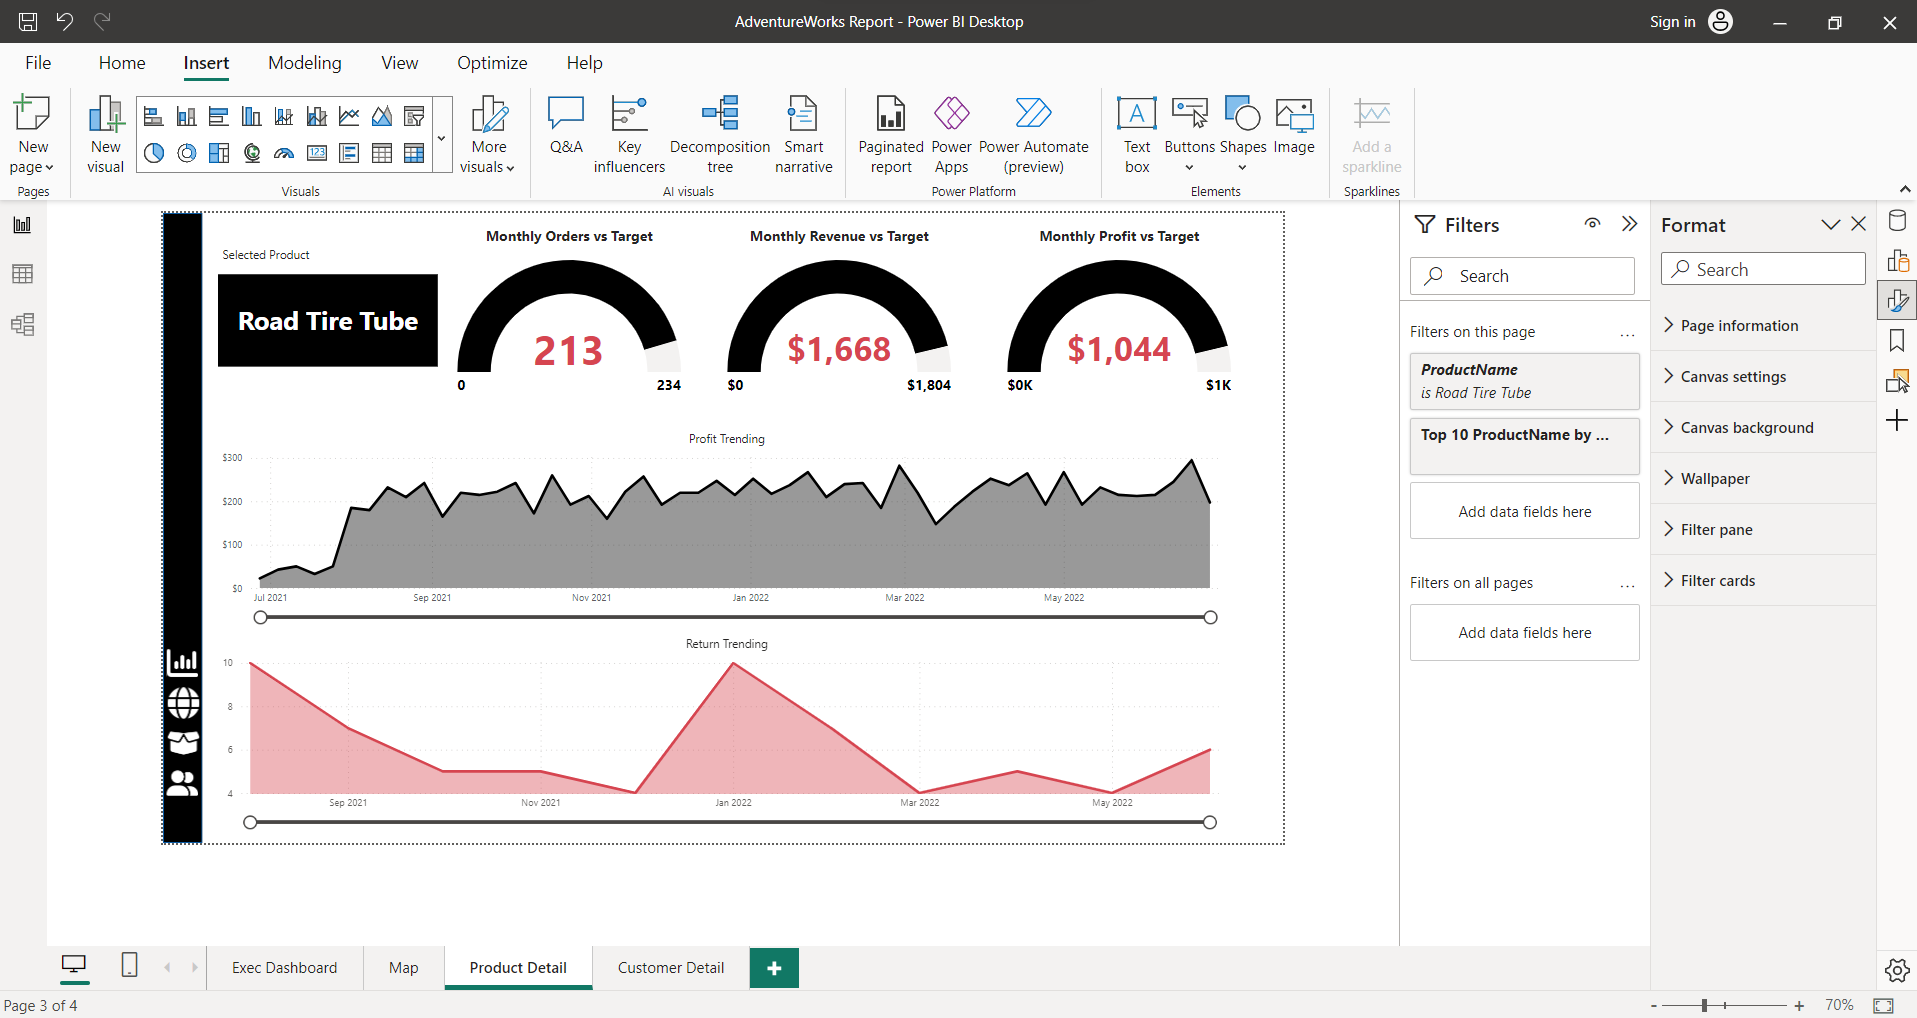 AdventureWorks Report - Power BI Desktop
Sign in
File Home Insert Modeling View Optimize Help
New page
Pages
New visual
123
Visuals
More visuals
Q&A
Key influencers
Decomposition tree
Smart narrative
AI visuals
Paginated report
Power Apps
Power Automate (preview)
Power Platform
A
Text box
Buttons
Shapes
Image
Elements
Add a sparkline
Sparklines
Selected Product
Road Tire Tube
Monthly Orders vs Target
213
0
234
Monthly Revenue vs Target
$1,668
$0
$1,804
Monthly Profit vs Target
$1,044
$0K
$1K
Profit Trending
$300
$200
$100
$0
Jul 2021
Sep 2021
Nov 2021
Jan 2022
Mar 2022
May 2022
Return Trending
10
8
6
4
Sep 2021
Nov 2021
Jan 2022
Mar 2022
May 2022
Filters
Search
Filters on this page
...
ProductName
is Road Tire Tube
Top 10 ProductName by ...
Add data fields here
Filters on all pages
...
Add data fields here
Format
Search
Page information
Canvas settings
Canvas background
Wallpaper
Filter pane
Filter cards
Exec Dashboard
Map
Product Detail
Customer Detail
+
Page 3 of 4
- + 70%